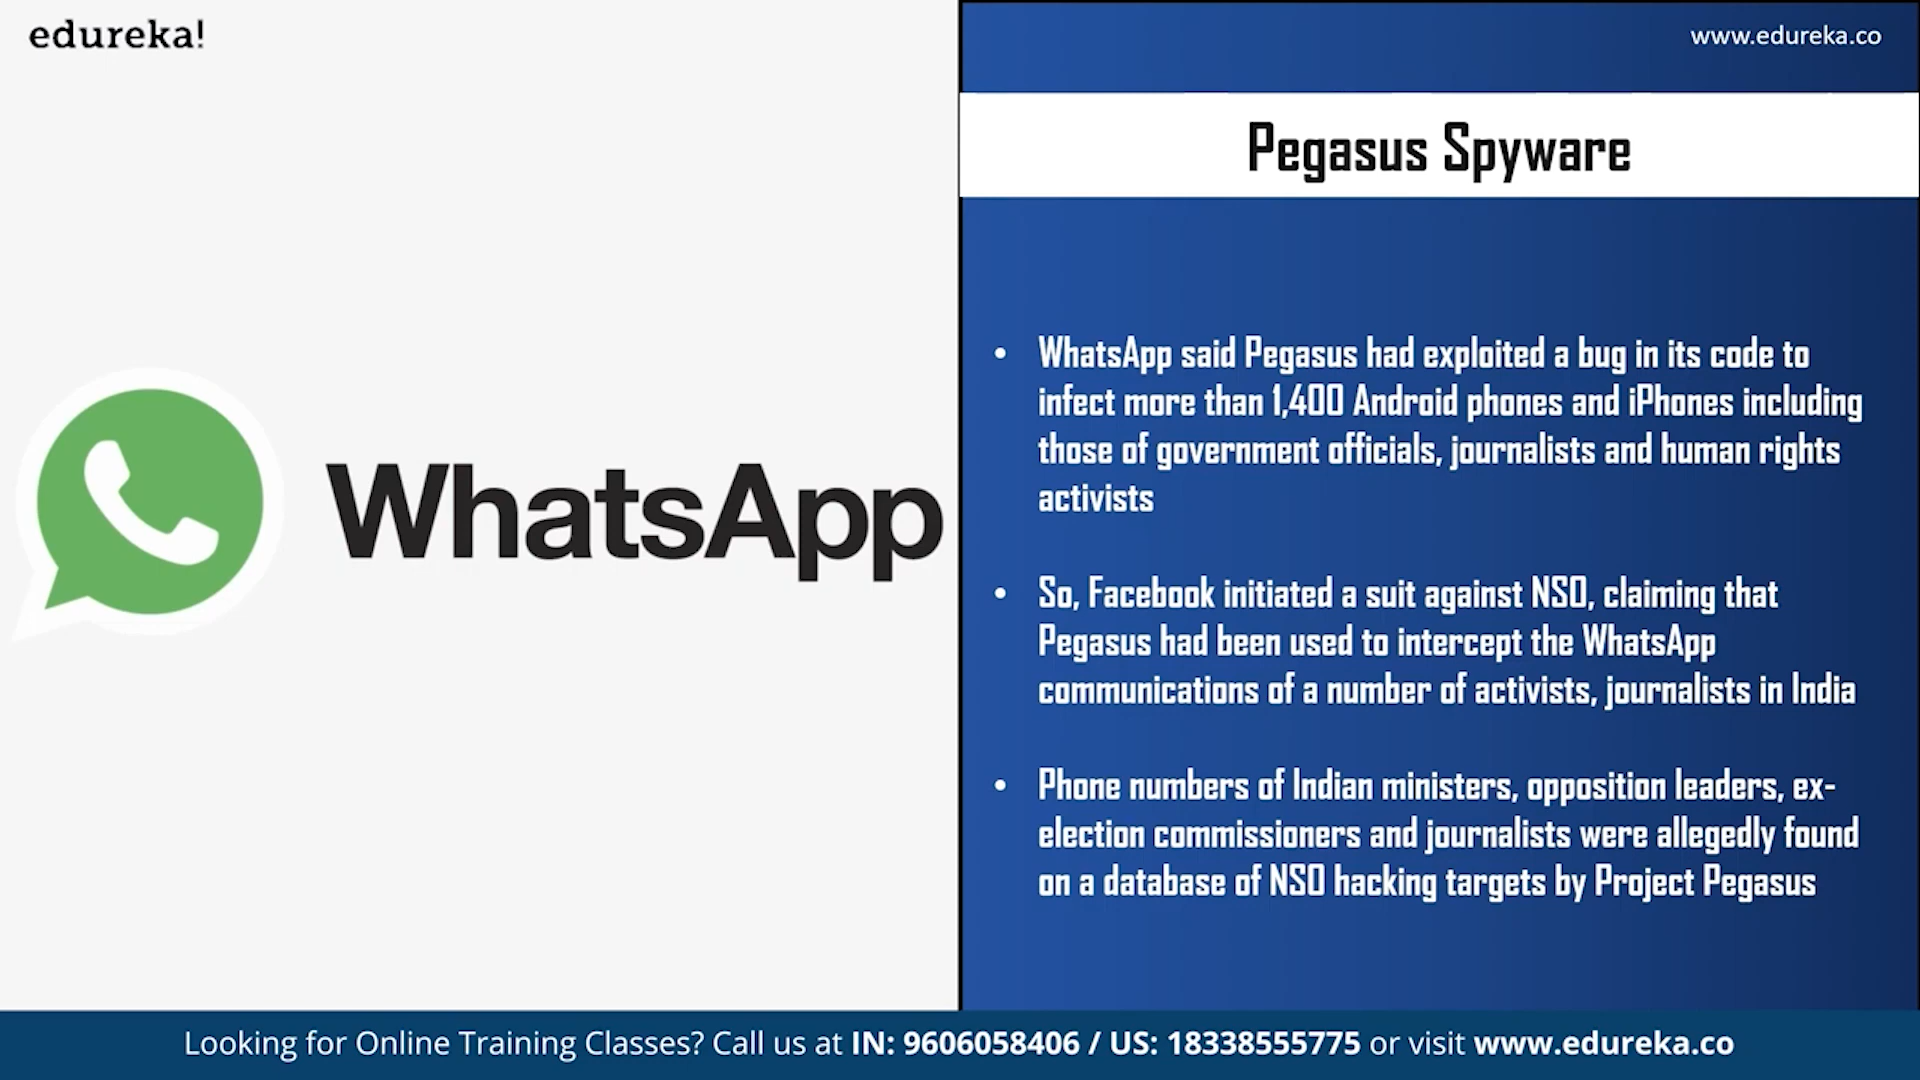 edureka!
www.edureka.co
Pegasus Spyware
WhatsApp
• WhatsApp said Pegasus had exploited a bug in its code to
infect more than 1,400 Android phones and iPhones including
those of government officials, journalists and human rights
activists
• So, Facebook initiated a suit against NSO, claiming that
Pegasus had been used to intercept the WhatsApp
communications of a number of activists, journalists in India
• Phone numbers of Indian ministers, opposition leaders, ex-
election commissioners and journalists were allegedly found
on a database of NSO hacking targets by Project Pegasus
Looking for Online Training Classes? Call us at IN: 9606058406 / US: 18338555775 or visit www.edureka.co